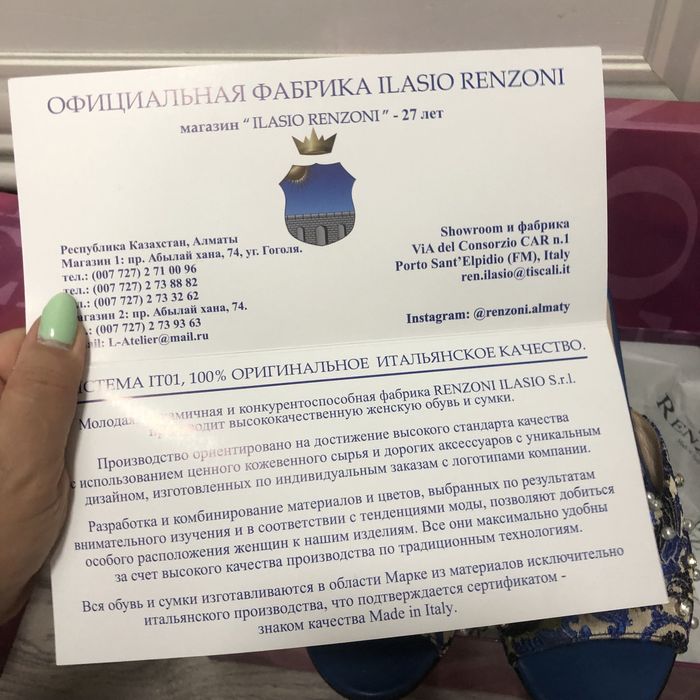 ОФИЦИАЛЬНАЯ ФАБРИКА ILASIO RENZONI
магазин “ ILASIO RENZONI ” - 27 лет
Республика Казахстан, Алматы
Магазин 1: пр. Абылай хана, 74, уг. Гоголя.
тел.: (007 727) 2 71 00 96
тел.: (007 727) 2 73 88 82
(007 727) 2 73 32 62
Магазин 2: пр. Абылай хана, 74.
(007 727) 2 73 93 63
L-Atelier@mail.ru
Showroom и фабрика
ViA del Consorzio CAR n.1
Porto Sant'Elpidio (FM), Italy
ren.ilasio@tiscali.it
Instagram: @renzoni.almaty
СИСТЕМА IT01, 100% ОРИГИНАЛЬНОЕ ИТАЛЬЯНСКОЕ КАЧЕСТВО.
Молодая, динамичная и конкурентоспособная фабрика RENZONI ILASIO S.r.l.
производит высококачественную женскую обувь и сумки.
Производство ориентировано на достижение высокого стандарта качества
с использованием ценного кожевенного сырья и дорогих аксессуаров с уникальным
дизайном, изготовленных по индивидуальным заказам с логотипами компании.
Разработка и комбинирование материалов и цветов, выбранных по результатам
внимательного изучения и в соответствии с тенденциями моды, позволяют добиться
особого расположения женщин к нашим изделиям. Все они максимально удобны
за счет высокого качества производства по традиционным технологиям.
Вся обувь и сумки изготавливаются в области Марке из материалов исключительно
итальянского производства, что подтверждается сертификатом -
знаком качества Made in Italy.